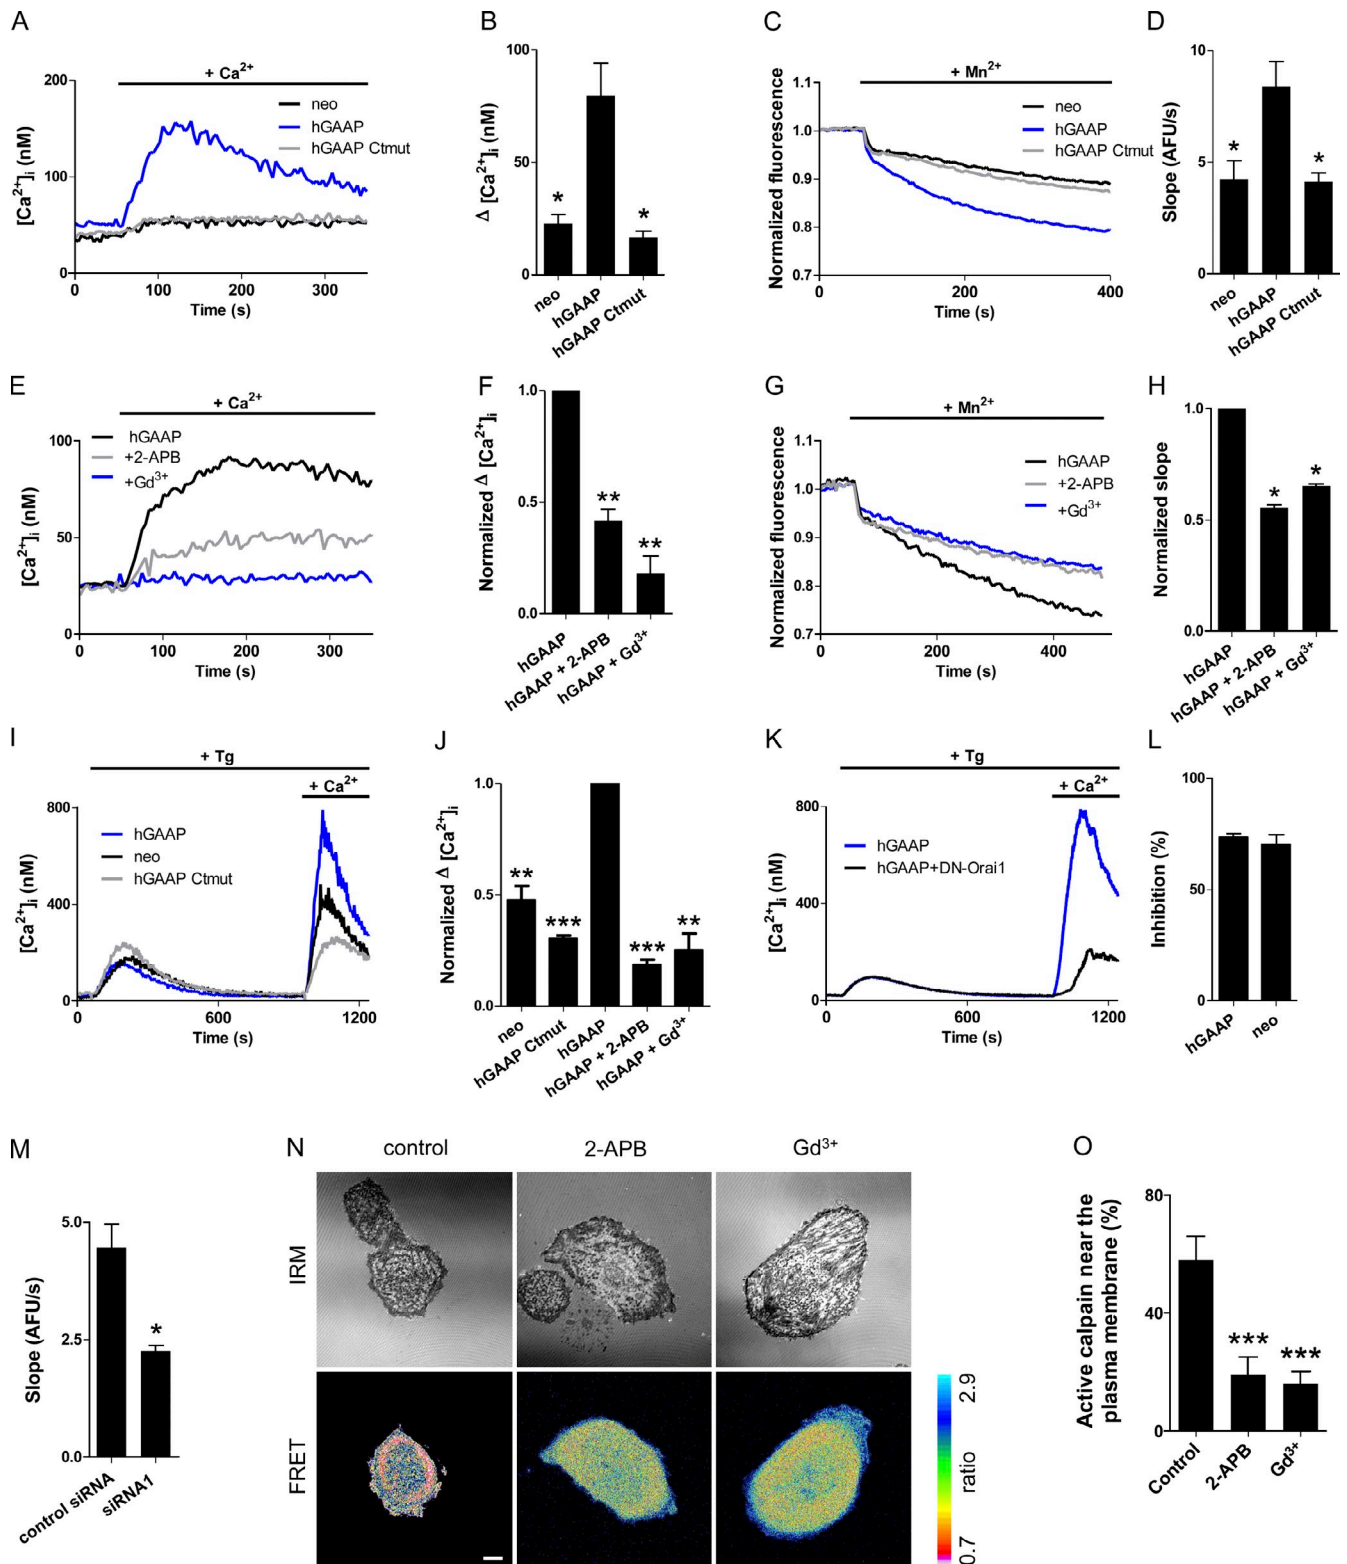 A
+ Ca²⁺
200
100
0
[Ca²⁺]ᵢ (nM)
neo
hGAAP
hGAAP Ctmut
0 100 200 300
Time (s)
B
100
50
0
Δ [Ca²⁺]ᵢ (nM)
*
*
neo
hGAAP
hGAAP Ctmut
C
+ Mn²⁺
1.1
1.0
0.9
0.8
0.7
Normalized fluorescence
neo
hGAAP
hGAAP Ctmut
0 200 400
Time (s)
D
10
5
0
Slope (AFU/s)
*
*
neo
hGAAP
hGAAP Ctmut
E
+ Ca²⁺
100
50
0
[Ca²⁺]ᵢ (nM)
hGAAP
+2-APB
+Gd³⁺
0 100 200 300
Time (s)
F
1.0
0.5
0.0
Normalized Δ [Ca²⁺]ᵢ
**
**
hGAAP
hGAAP + 2-APB
hGAAP + Gd³⁺
G
+ Mn²⁺
1.1
1.0
0.9
0.8
0.7
Normalized fluorescence
hGAAP
+2-APB
+Gd³⁺
0 200 400
Time (s)
H
1.0
0.5
0.0
Normalized slope
*
*
hGAAP
hGAAP + 2-APB
hGAAP + Gd³⁺
I
+ Tg
+ Ca²⁺
800
400
0
[Ca²⁺]ᵢ (nM)
hGAAP
neo
hGAAP Ctmut
0 600 1200
Time (s)
J
1.0
0.5
0.0
Normalized Δ [Ca²⁺]ᵢ
**
***
***
**
neo
hGAAP Ctmut
hGAAP
hGAAP + 2-APB
hGAAP + Gd³⁺
K
+ Tg
+ Ca²⁺
800
400
0
[Ca²⁺]ᵢ (nM)
hGAAP
hGAAP+DN-Orai1
0 600 1200
Time (s)
L
100
50
0
Inhibition (%)
hGAAP
neo
M
5.0
2.5
0.0
Slope (AFU/s)
*
control siRNA
siRNA1
N
control 2-APB Gd³⁺
IRM
FRET
2.9
ratio
0.7
O
80
40
0
Active calpain near the
plasma membrane (%)
***
***
Control
2-APB
Gd³⁺